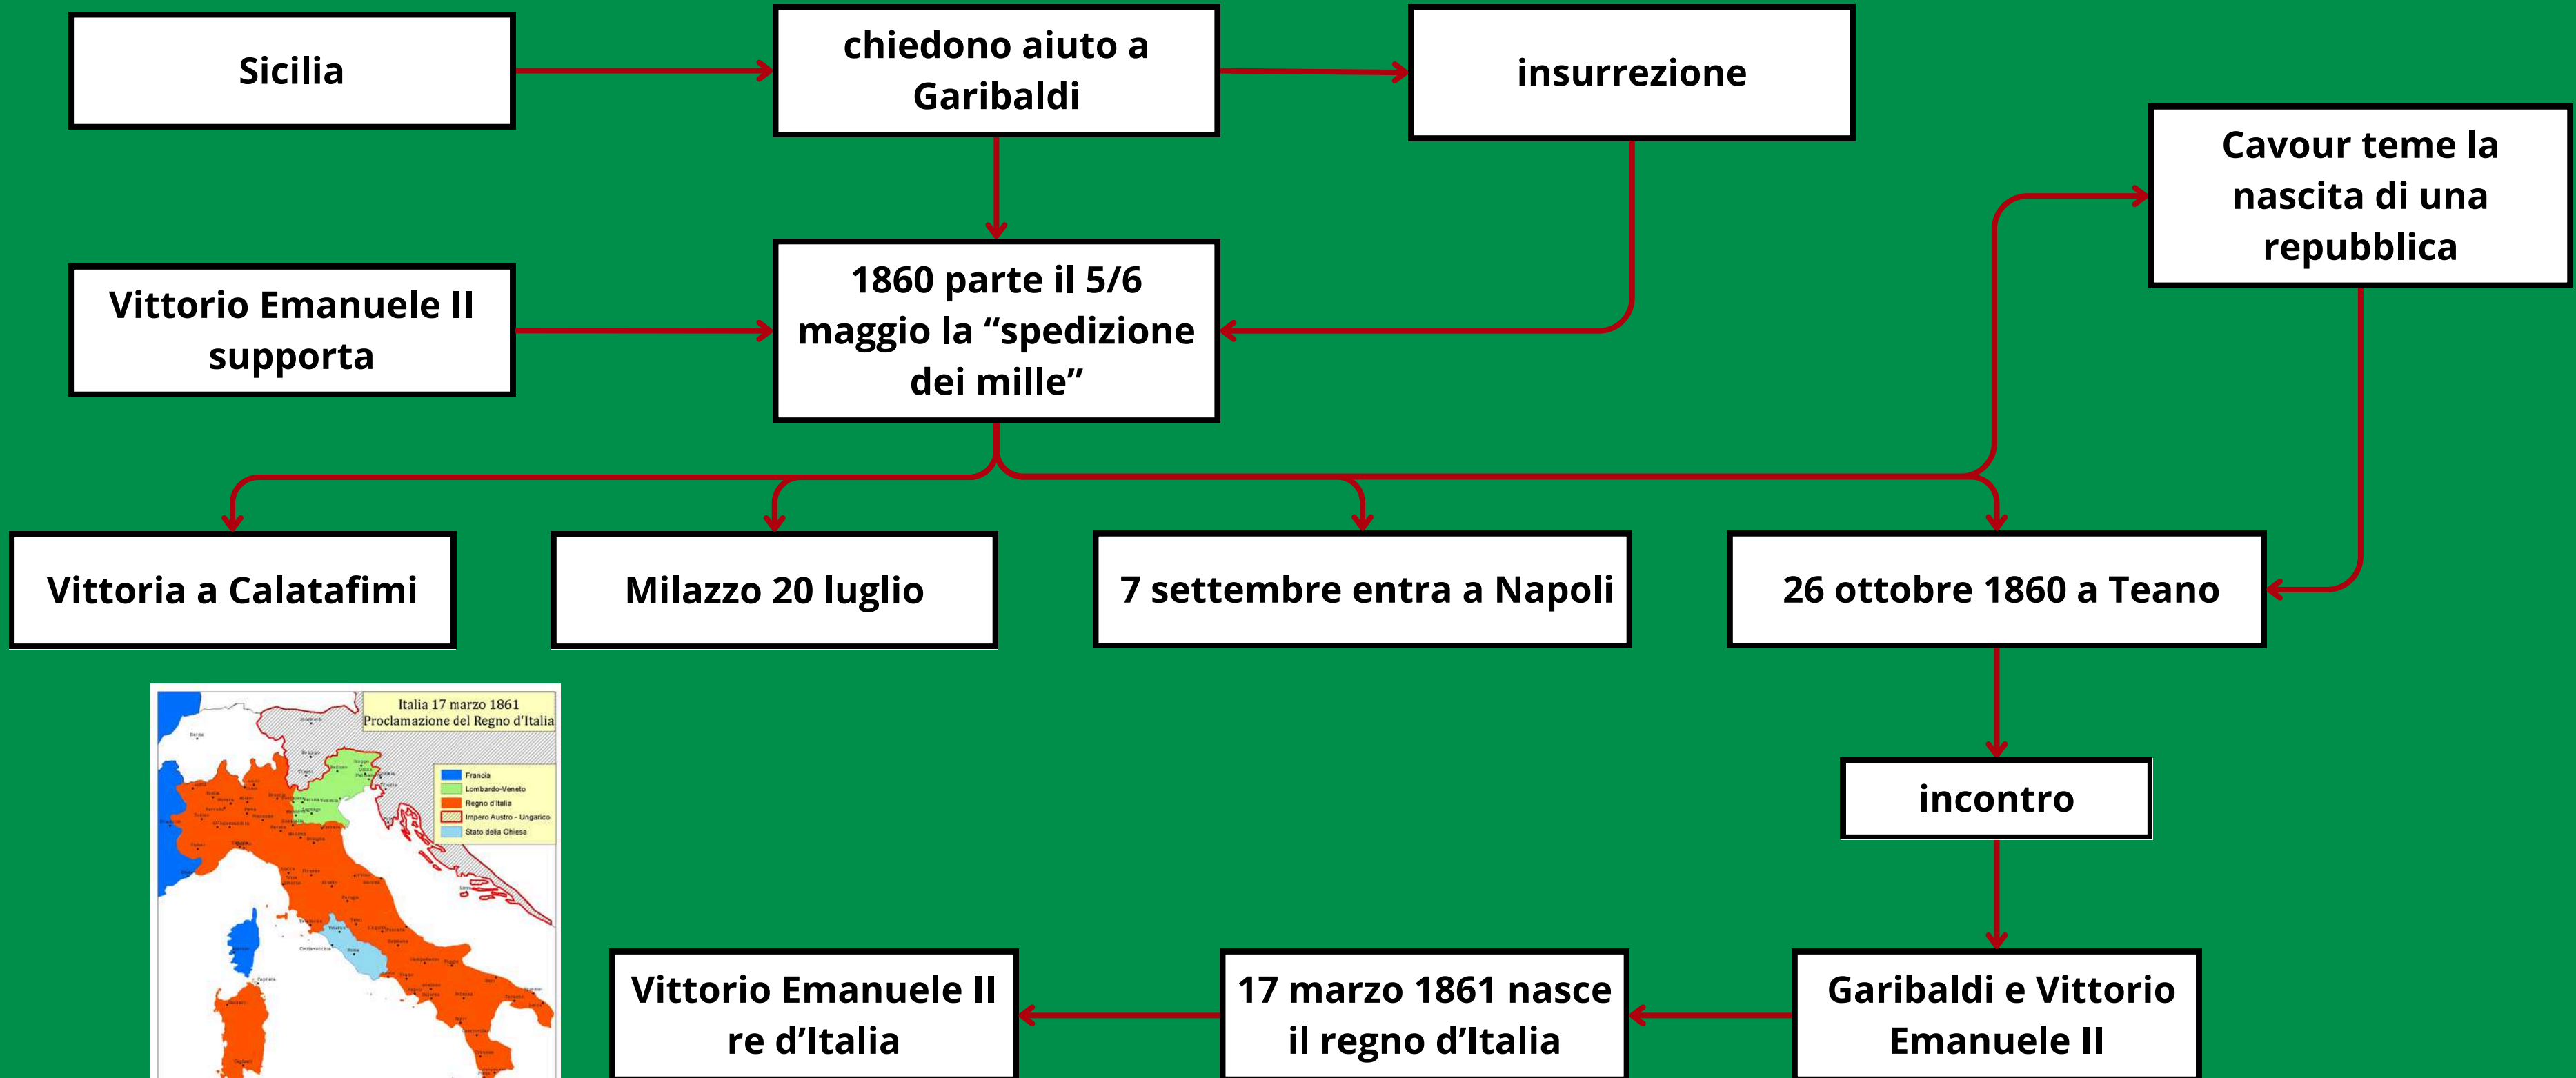 Sicilia
chiedono aiuto a
Garibaldi
insurrezione
Cavour teme la
nascita di una
repubblica
Vittorio Emanuele II
supporta
1860 parte il 5/6
maggio la “spedizione
dei mille”
Vittoria a Calatafimi
Milazzo 20 luglio
7 settembre entra a Napoli
26 ottobre 1860 a Teano
Italia 17 marzo 1861
Proclamazione del Regno d'Italia
Francia
Lombardo-Veneto
Regno d'Italia
Impero Austro - Ungarico
Stato della Chiesa
incontro
Vittorio Emanuele II
re d’Italia
17 marzo 1861 nasce
il regno d’Italia
Garibaldi e Vittorio
Emanuele II